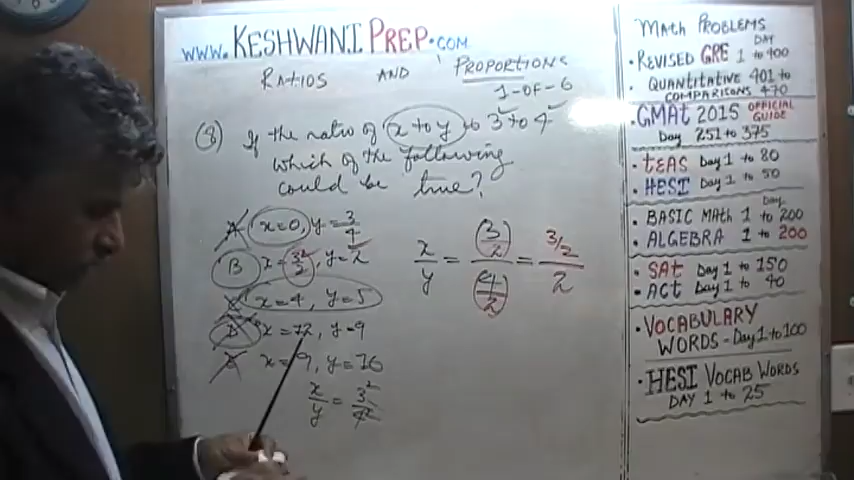 www.KESHWANIPREP.com
RATIOS AND PROPORTIONS
1-OF-6
(8) If the ratio of x to y is 3 to 4
which of the following
could be true?
A x=0, y=3/4
B x=3/2, y=2
C x=4, y=5
D x=12, y=9
E x=9, y=16
x/y = 3²/4²
x/y = (3/2)/(4/2) = 3/2/2
MATH PROBLEMS
DAY
• REVISED GRE 1 to 400
• QUANTITATIVE 401 to
COMPARISONS 470
• GMAt 2015 OFFICIAL GUIDE
Day 251 to 375
• tEAS Day 1 to 80
• HESI Day 1 to 50
Day
• BASIC MATH 1 to 200
• ALGEBRA 1 to 200
• SAt Day 1 to 150
• ACt Day 1 to 40
• VOCABULARY
WORDS - Day 1 to 100
• HESI VOCAB WORDS
DAY 1 to 25